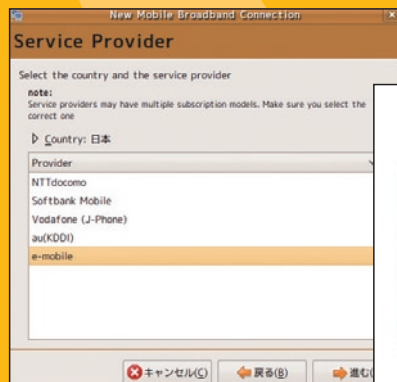 New Mobile Broadband Connection
Service Provider
Select the country and the service provider
note:
Service providers may have multiple subscription models. Make sure you select the
correct one
Country: 日本
Provider
NTTdocomo
Softbank Mobile
Vodafone (J-Phone)
au(KDDI)
e-mobile
キャンセル(C)
戻る(B)
進む(